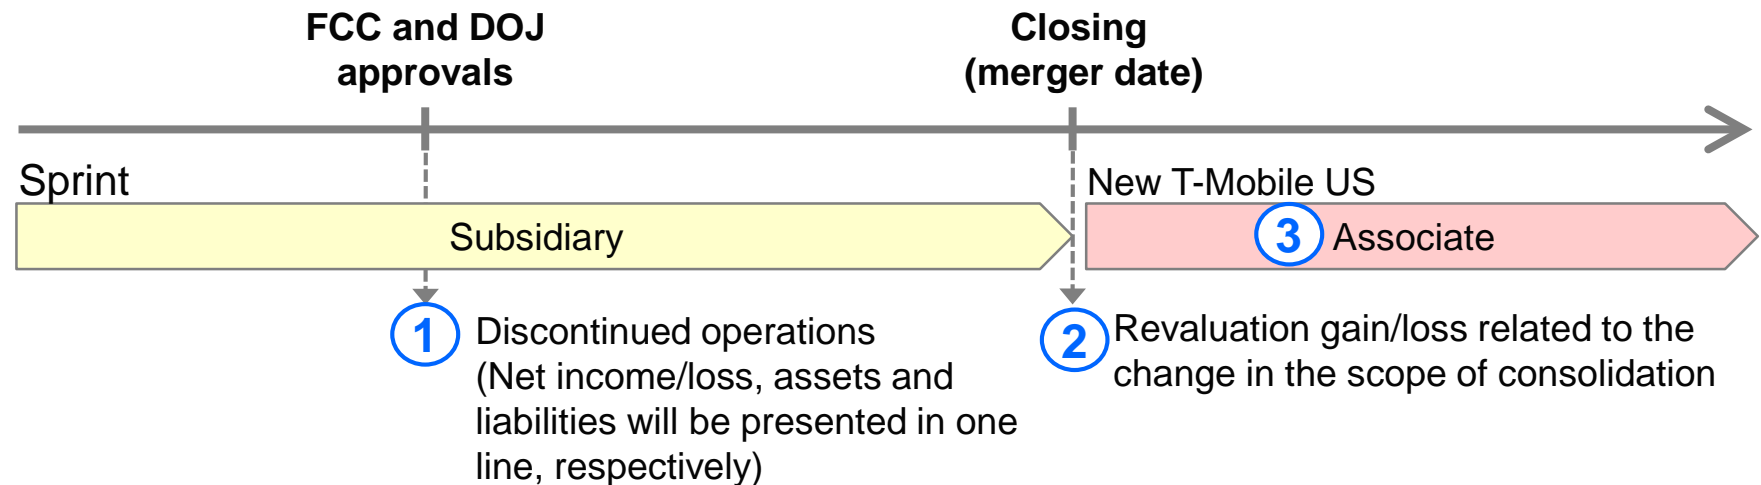 FCC and DOJ
approvals
Closing
(merger date)
Sprint
New T-Mobile US
Subsidiary
3 Associate
1 Discontinued operations
(Net income/loss, assets and
liabilities will be presented in one
line, respectively)
2 Revaluation gain/loss related to the
change in the scope of consolidation